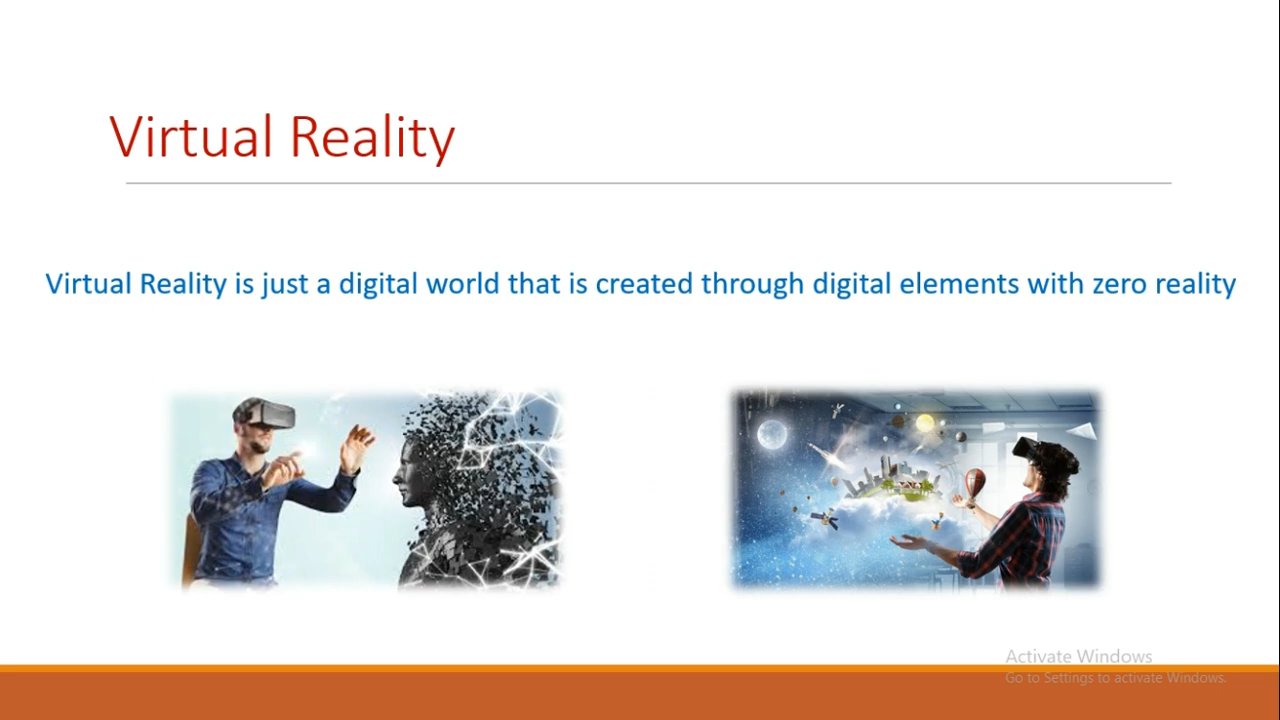 Virtual Reality
Virtual Reality is just a digital world that is created through digital elements with zero reality
Activate Windows
Go to Settings to activate Windows.